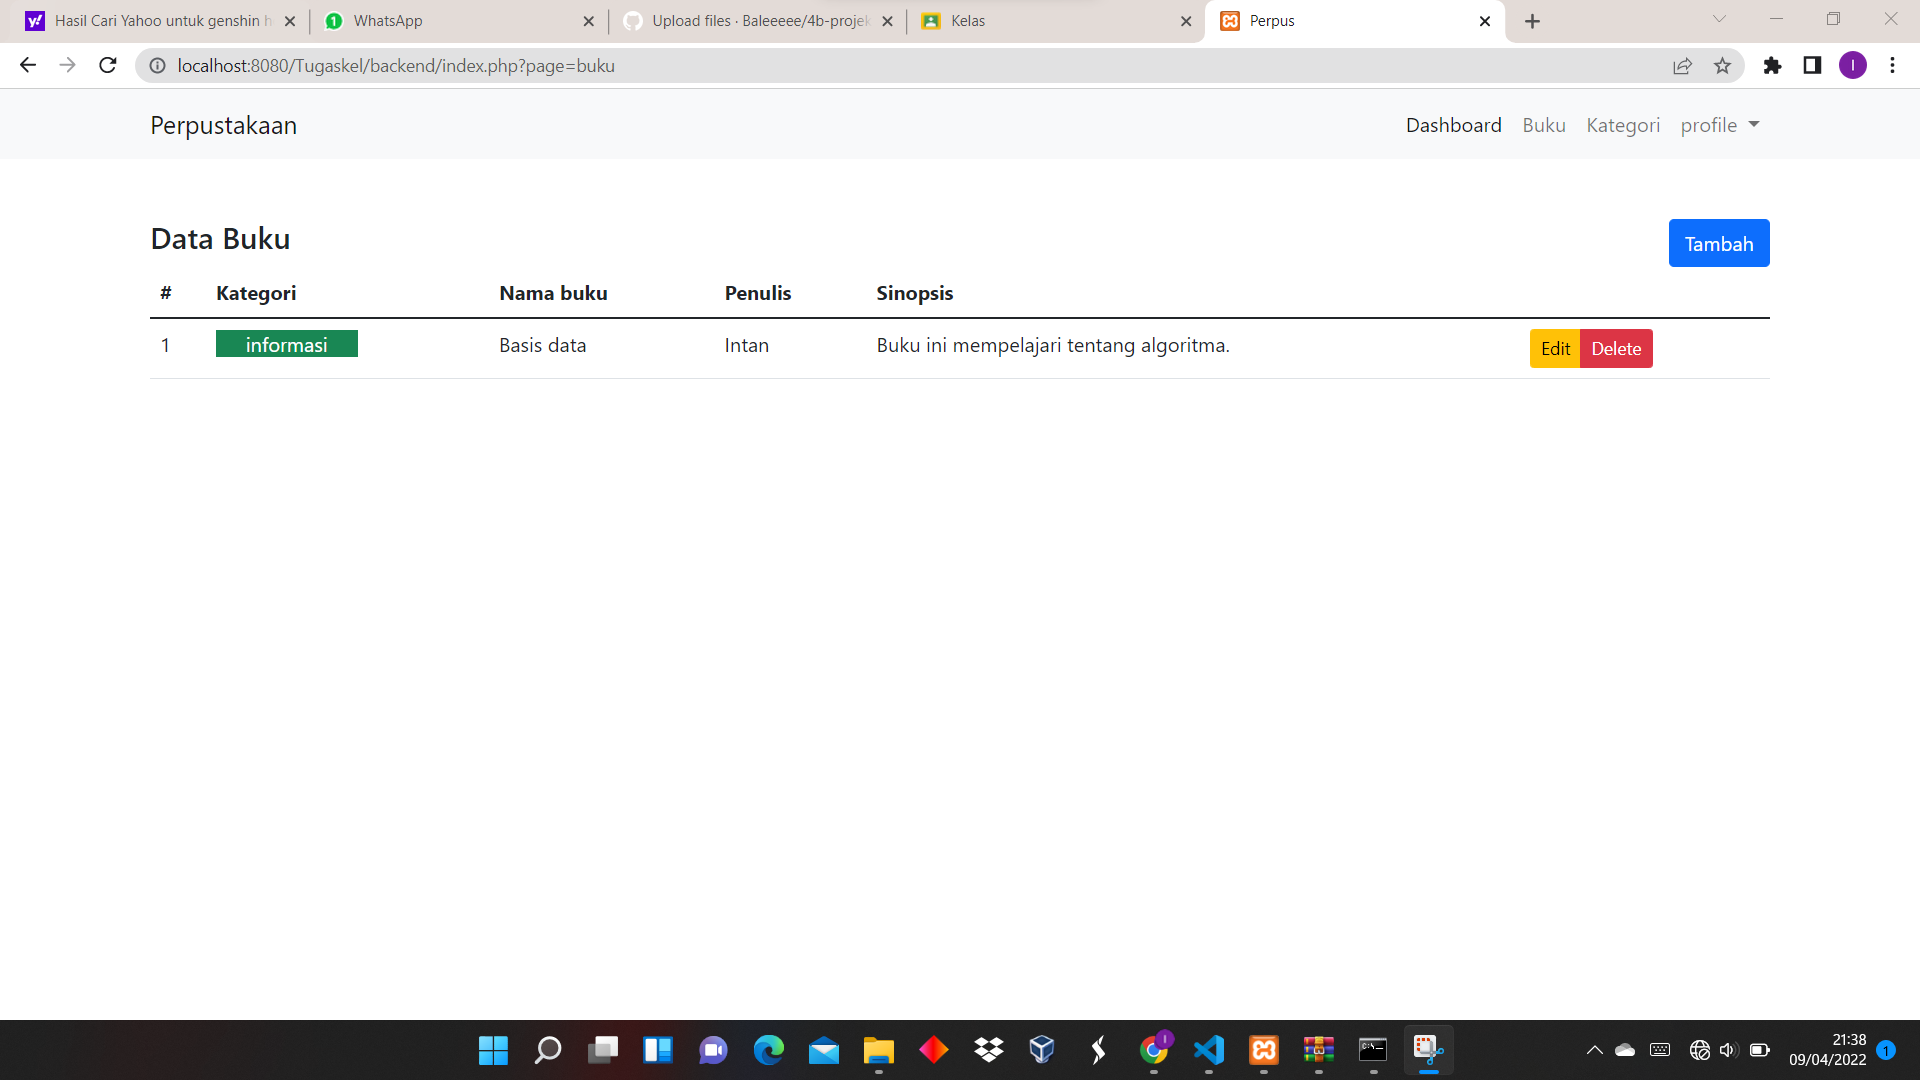 Hasil Cari Yahoo untuk genshin h
WhatsApp
Upload files · Baleeeee/4b-projek
Kelas
Perpus
localhost:8080/Tugaskel/backend/index.php?page=buku
I
Perpustakaan
Dashboard Buku Kategori profile
Data Buku
Tambah
# Kategori Nama buku Penulis Sinopsis
1 informasi Basis data Intan Buku ini mempelajari tentang algoritma. Edit Delete
21:38
09/04/2022
1